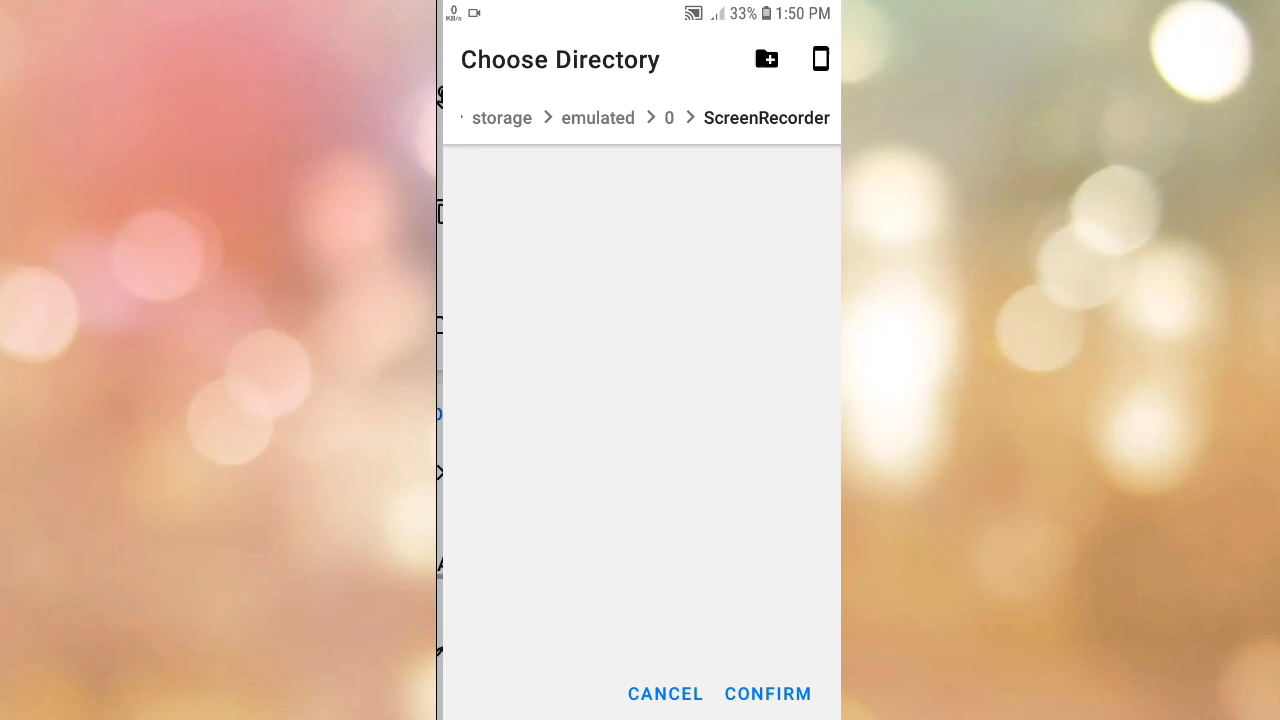 0
KB/s
33% 1:50 PM
Choose Directory
storage > emulated > 0 > ScreenRecorder
CANCEL CONFIRM